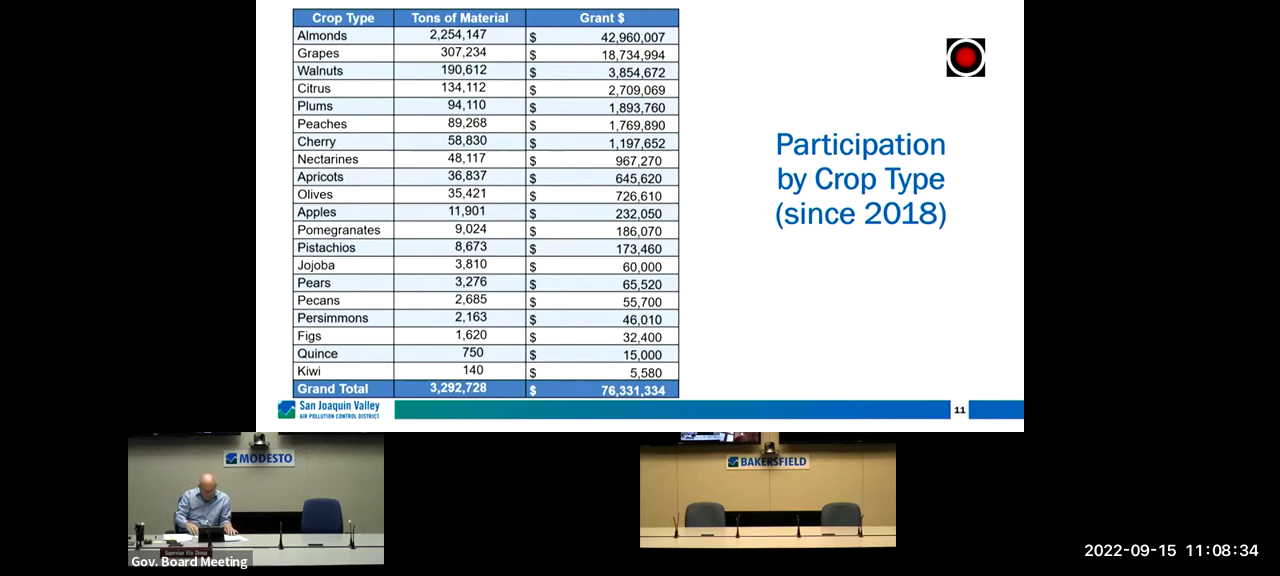 Crop Type Tons of Material Grant $
Almonds 2,254,147 $ 42,960,007
Grapes 307,234 $ 18,734,994
Walnuts 190,612 $ 3,854,672
Citrus 134,112 $ 2,709,069
Plums 94,110 $ 1,893,760
Peaches 89,268 $ 1,769,890
Cherry 58,830 $ 1,197,652
Nectarines 48,117 $ 967,270
Apricots 36,837 $ 645,620
Olives 35,421 $ 726,610
Apples 11,901 $ 232,050
Pomegranates 9,024 $ 186,070
Pistachios 8,673 $ 173,460
Jojoba 3,810 $ 60,000
Pears 3,276 $ 65,520
Pecans 2,685 $ 55,700
Persimmons 2,163 $ 46,010
Figs 1,620 $ 32,400
Quince 750 $ 15,000
Kiwi 140 $ 5,580
Grand Total 3,292,728 $ 76,331,334
Participation
by Crop Type
(since 2018)
San Joaquin Valley
AIR POLLUTION CONTROL DISTRICT
11
MODESTO
BAKERSFIELD
Supervisor
Gov. Board Meeting
2022-09-15 11:08:34